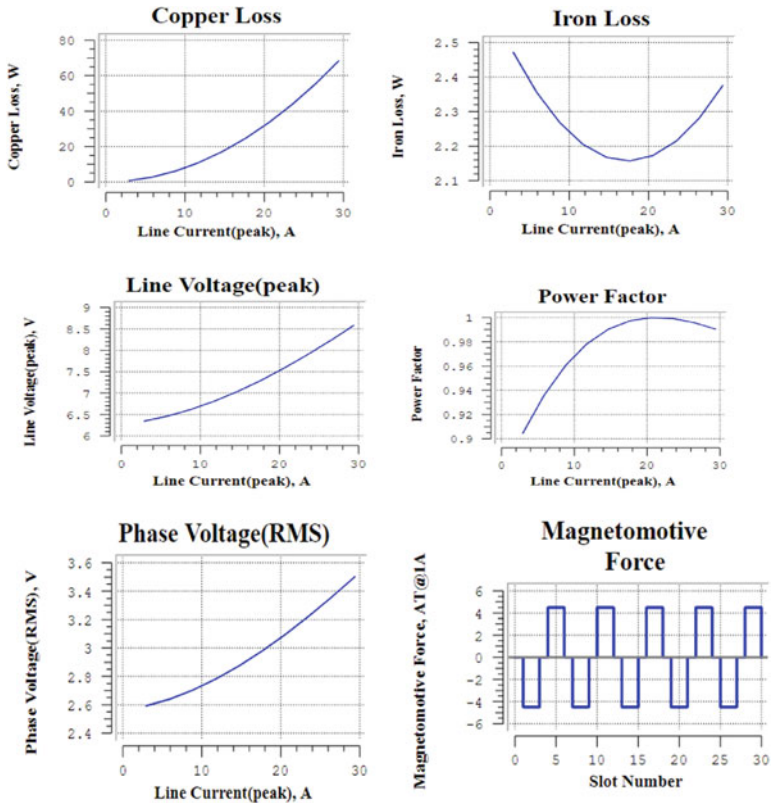 Copper Loss
Copper Loss, W
80
60
40
20
0
0 10 20 30
Line Current(peak), A
Iron Loss
Iron Loss, W
2.5
2.4
2.3
2.2
2.1
0 10 20 30
Line Current(peak), A
Line Voltage(peak)
Line Voltage(peak), V
9
8.5
8
7.5
7
6.5
6
0 10 20 30
Line Current(peak), A
Power Factor
Power Factor
1
0.98
0.96
0.94
0.92
0.9
0 10 20 30
Line Current(peak), A
Phase Voltage(RMS)
Phase Voltage(RMS), V
3.6
3.4
3.2
3
2.8
2.6
2.4
0 10 20 30
Line Current(peak), A
Magnetomotive
Force
Magnetomotive Force, AT@1A
6
4
2
0
-2
-4
-6
0 5 10 15 20 25 30
Slot Number